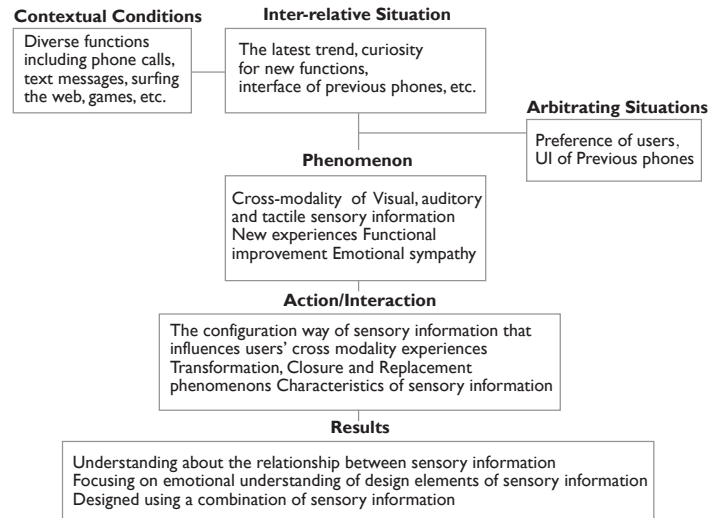 Contextual Conditions
Diverse functions
including phone calls,
text messages, surfing
the web, games, etc.
Inter-relative Situation
The latest trend, curiosity
for new functions,
interface of previous phones, etc.
Arbitrating Situations
Preference of users,
UI of Previous phones
Phenomenon
Cross-modality of Visual, auditory
and tactile sensory information
New experiences Functional
improvement Emotional sympathy
Action/Interaction
The configuration way of sensory information that
influences users' cross modality experiences
Transformation, Closure and Replacement
phenomenons Characteristics of sensory information
Results
Understanding about the relationship between sensory information
Focusing on emotional understanding of design elements of sensory information
Designed using a combination of sensory information